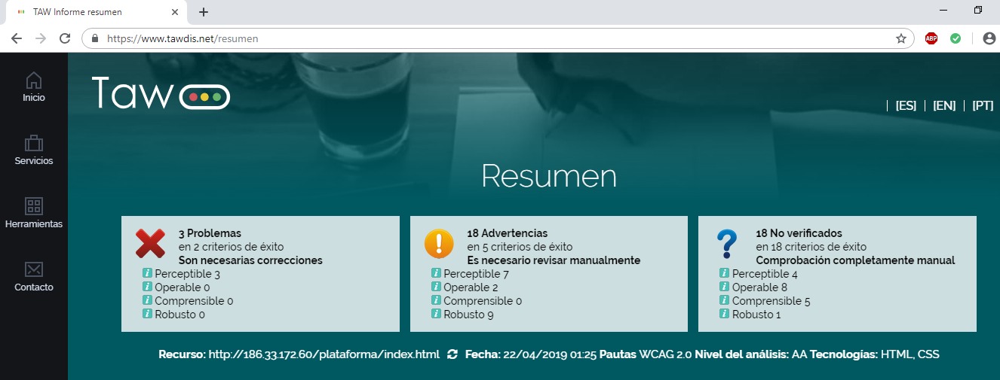 TAW Informe resumen
https://www.tawdis.net/resumen
ABP
Inicio
Servicios
Herramientas
Contacto
Taw
| [ES] | [EN] | [PT]
Resumen
3 Problemas
en 2 criterios de éxito
Son necesarias correcciones
Perceptible 3
Operable 0
Comprensible 0
Robusto 0
18 Advertencias
en 5 criterios de éxito
Es necesario revisar manualmente
Perceptible 7
Operable 2
Comprensible 0
Robusto 9
18 No verificados
en 18 criterios de éxito
Comprobación completamente manual
Perceptible 4
Operable 8
Comprensible 5
Robusto 1
Recurso: http://186.33.172.60/plataforma/index.html Fecha: 22/04/2019 01:25 Pautas WCAG 2.0 Nivel del análisis: AA Tecnologías: HTML, CSS